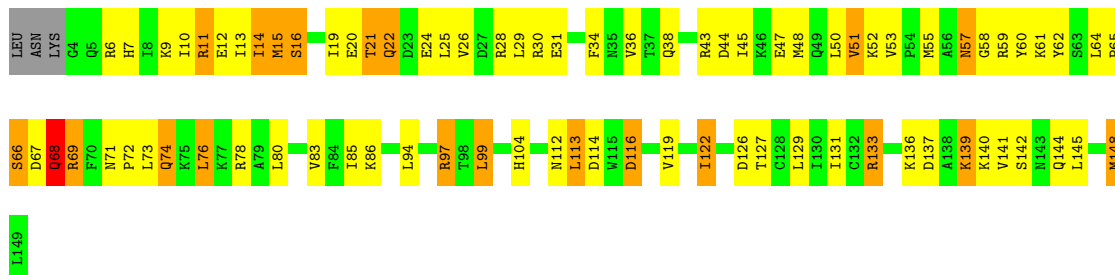 LEU ASN LYS G4 Q5 R6 H7 I8 K9 I10 R11 E12 I13 I14 M15 S16 I19 E20 T21 Q22 D23 E24 L25 V26 D27 R28 L29 R30 E31 F34 N35 V36 T37 Q38 R43 D44 I45 K46 E47 M48 Q49 L50 V51 K52 V53 P54 M55 A56 N57 G58 R59 Y60 K61 Y62 S63 L64 P65
S66 D67 Q68 R69 F70 N71 P72 L73 Q74 K75 L76 K77 R78 A79 L80 V83 F84 I85 K86 L94 R97 T98 L99 H104 N112 L113 D114 W115 D116 V119 I122 D126 T127 C128 L129 I130 I131 C132 R133 K136 D137 A138 K139 K140 V141 S142 N143 Q144 L145 M148
L149